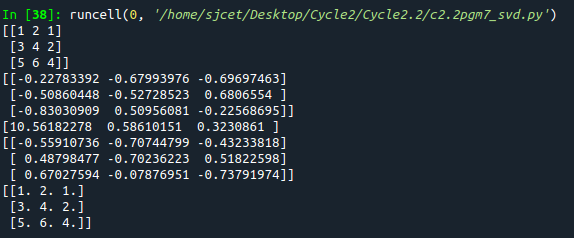 In [38]: runcell(0, '/home/sjcet/Desktop/Cycle2/Cycle2.2/c2.2pgm7_svd.py')
[[1 2 1]
 [3 4 2]
 [5 6 4]]
[[-0.22783392 -0.67993976 -0.69697463]
 [-0.50860448 -0.52728523  0.6806554 ]
 [-0.83030909  0.50956081 -0.22568695]]
[10.56182278  0.58610151  0.3230861 ]
[[-0.55910736 -0.70744799 -0.43233818]
 [ 0.48798477 -0.70236223  0.51822598]
 [ 0.67027594 -0.07876951 -0.73791974]]
[[1. 2. 1.]
 [3. 4. 2.]
 [5. 6. 4.]]